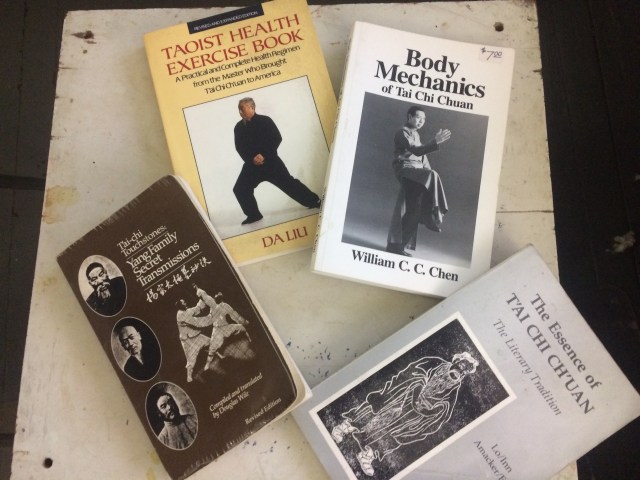 REVISED AND EXPANDED EDITION
TAOIST HEALTH
EXERCISE BOOK
A Practical and Complete Health Regimen
from the Master Who Brought
Tai Chi Ch'uan to America
DA LIU
$7.00
Body
Mechanics
of Tai Chi Chuan
William C. C. Chen
Tai-chi
Touchstones:
Yang Family
Secret
Transmissions
Compiled and translated
by Douglas Wile
Revised Edition
The Essence of
T'AI CHI CH'UAN
The Literary Tradition
Lo/Inn
Amacker/